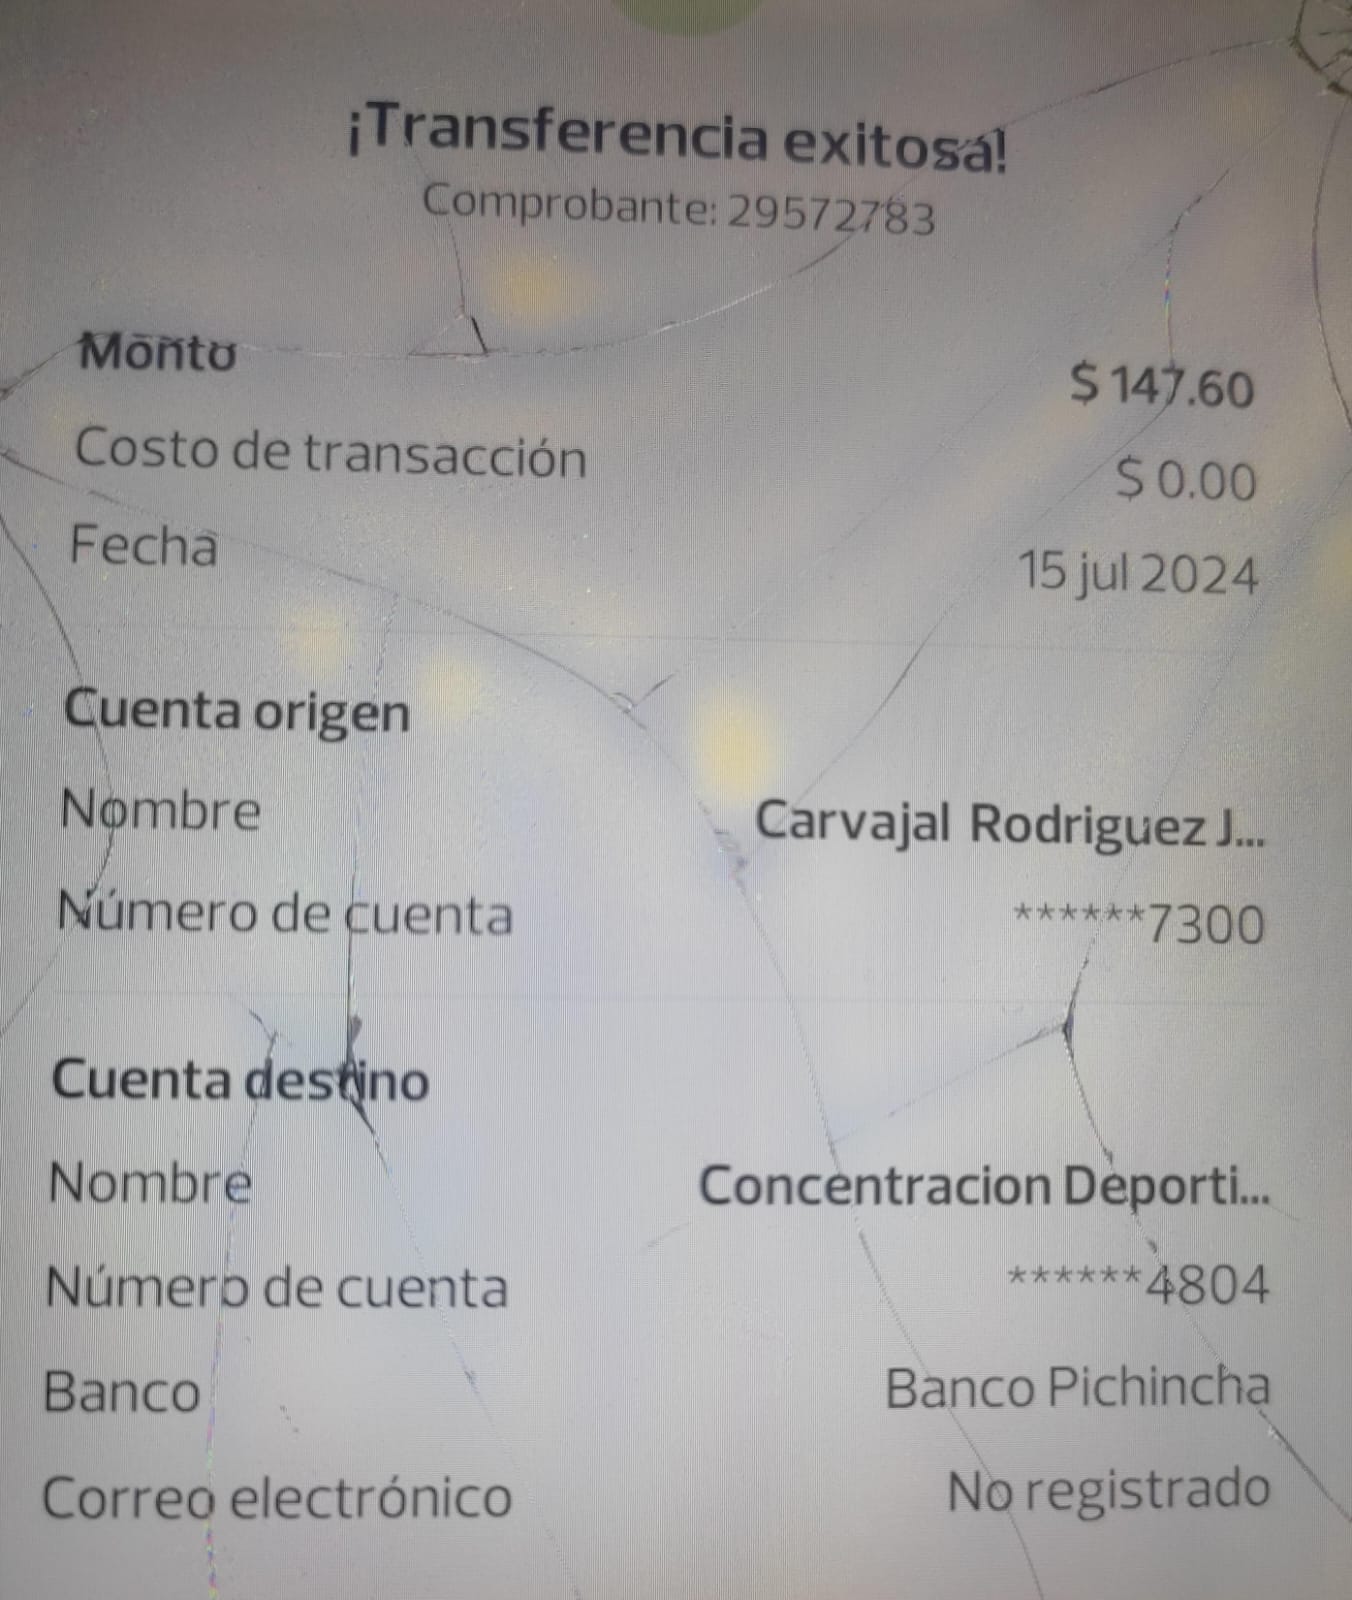 ¡Transferencia exitosa!
Comprobante: 29572783
Monto $ 147.60
Costo de transacción $ 0.00
Fecha 15 jul 2024
Cuenta origen
Nombre Carvajal Rodriguez J...
Número de cuenta ******7300
Cuenta destino
Nombre Concentracion Deporti...
Número de cuenta ******4804
Banco Banco Pichincha
Correo electrónico No registrado